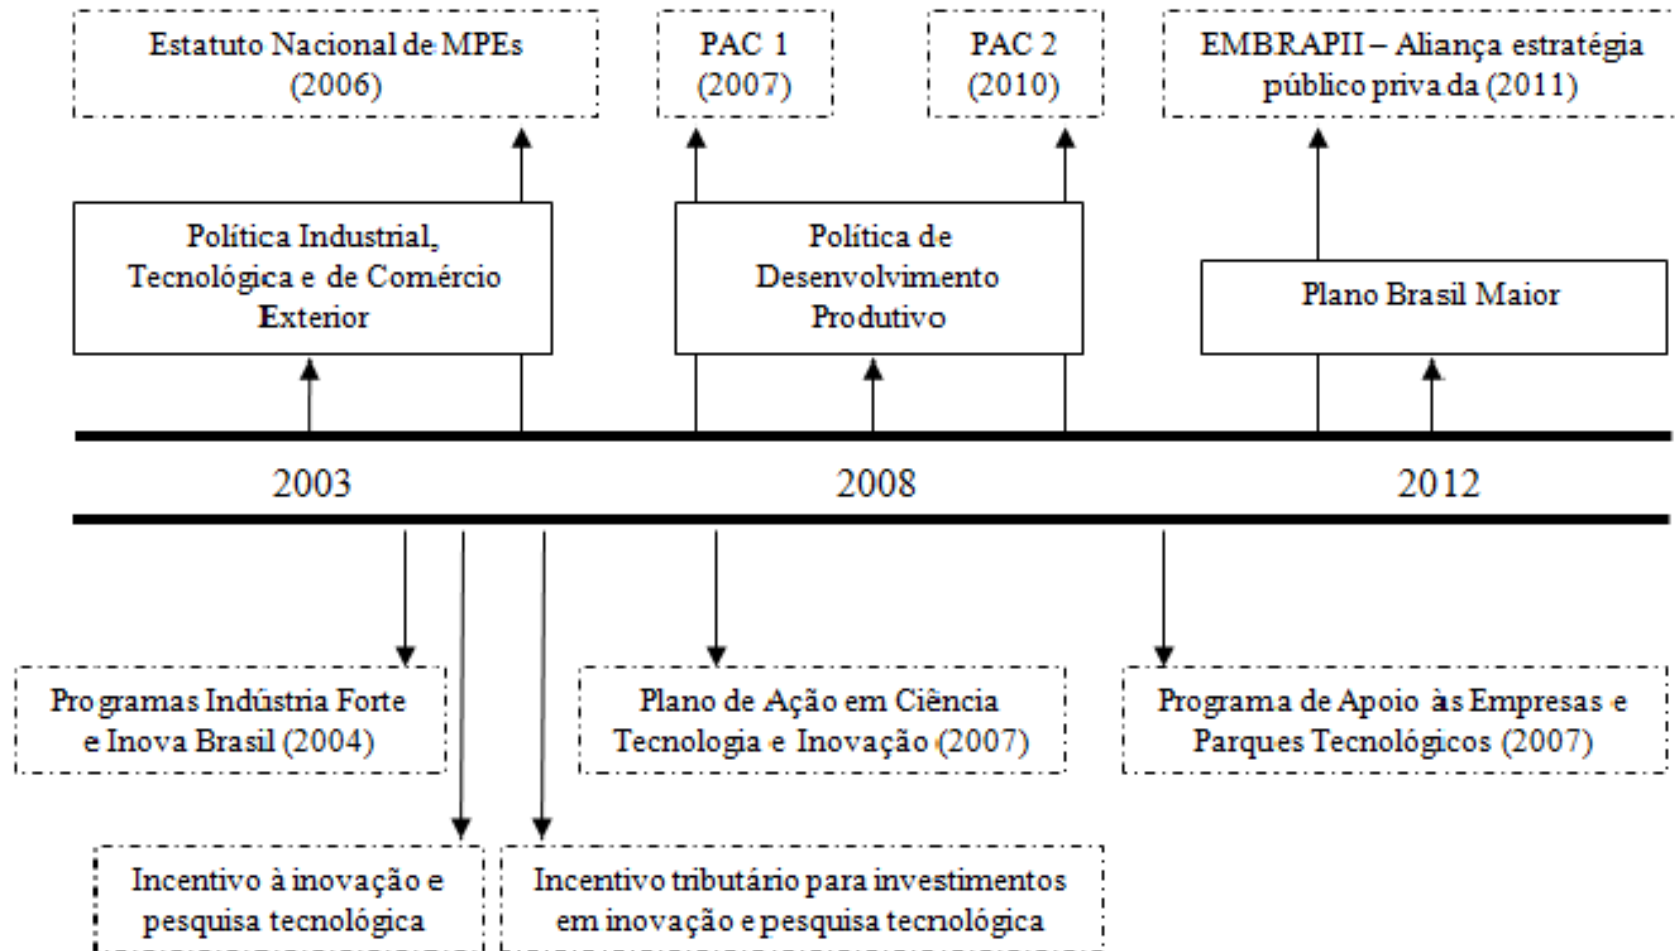 Estatuto Nacional de MPEs
(2006)
PAC 1
(2007)
PAC 2
(2010)
EMBRAPII – Aliança estratégia
público privada (2011)
Política Industrial,
Tecnológica e de Comércio
Exterior
Política de
Desenvolvimento
Produtivo
Plano Brasil Maior
2003
2008
2012
Programas Indústria Forte
e Inova Brasil (2004)
Plano de Ação em Ciência
Tecnologia e Inovação (2007)
Programa de Apoio às Empresas e
Parques Tecnológicos (2007)
Incentivo à inovação e
pesquisa tecnológica
Incentivo tributário para investimentos
em inovação e pesquisa tecnológica